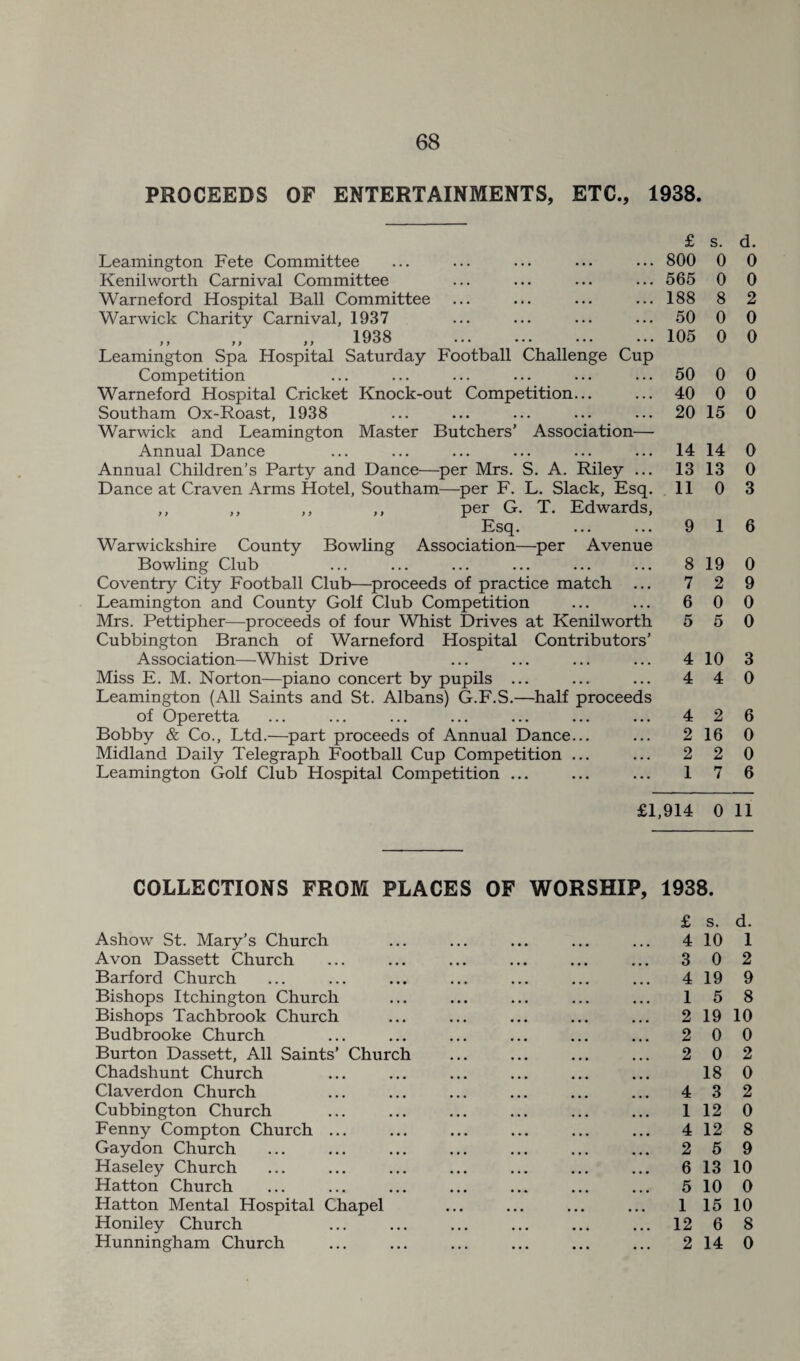 68
PROCEEDS OF ENTERTAINMENTS, ETC., 1938.
£ s. d.
Leamington Fete Committee ... ... ... ... ... 800 0 0
Kenilworth Carnival Committee ... ... ... ... 565 0 0
Warneford Hospital Ball Committee ... ... ... ... 188 8 2
Warwick Charity Carnival, 1937 ... ... ... ... 50 0 0
,, ,, ,, 1938 ... ... ... ... 105 0 0
Leamington Spa Hospital Saturday Football Challenge Cup
Competition ... ... ... ... ... ... 50 0 0
Warneford Hospital Cricket Knock-out Competition... ... 40 0 0
Southam Ox-Roast, 1938 ... ... ... ... ... 20 15 0
Warwick and Leamington Master Butchers' Association—
Annual Dance ... ... ... ... ... ... 14 14 0
Annual Children's Party and Dance—per Mrs. S. A. Riley ... 13 13 0
Dance at Craven Arms Hotel, Southam—per F. L. Slack, Esq. 11 0 3
,, ,, ,, ,, per G. T. Edwards,
Esq. ... ... 9 1 6
Warwickshire County Bowling Association—per Avenue
Bowling Club ... ... ... ... ... ... 8 19 0
Coventry City Football Club—proceeds of practice match ... 7 2 9
Leamington and County Golf Club Competition ... ... 6 0 0
Mrs. Pettipher—proceeds of four Whist Drives at Kenilworth 5 5 0
Cubbington Branch of Warneford Hospital Contributors'
Association—Whist Drive ... ... ... ... 4 10 3
Miss E. M. Norton—piano concert by pupils ... ... ... 4 4 0
Leamington (All Saints and St. Albans) G.F.S.—half proceeds
of Operetta ... ... ... ... ... ... ... 4 2 6
Bobby & Co., Ltd.—part proceeds of Annual Dance... ... 2 16 0
Midland Daily Telegraph Football Cup Competition ... ... 2 2 0
Leamington Golf Club Hospital Competition ... ... ... 1 7 6
£1,914 0 11
COLLECTIONS FROM PLACES OF WORSHIP, 1938.
£ s. d.
Ashow St. Mary's Church ... ... ... ... ... 4 10 1
Avon Dassett Church ... ... ... ... ... ... 3 0 2
Barford Church ... ... ... ... ... ... ... 4 19 9
Bishops Itchington Church ... ... ... ... ... 1 5 8
Bishops Tachbrook Church ... ... ... ... ... 2 19 10
Budbrooke Church ... ... ... ... ... ... 2 0 0
Burton Dassett, All Saints' Church ... ... ... ... 2 0 2
Chadshunt Church ... ... ... ... ... ... 18 0
Claverdon Church ... ... ... ... ... ... 4 3 2
Cubbington Church ... ... ... ... ... ... 1 12 0
Fenny Compton Church ... ... ... ... ... ... 4 12 8
Gaydon Church ... ... ... ... ... ... ... 2 5 9
Haseley Church ... ... ... ... ... ... ... 6 13 10
Hatton Church ... ... ... ... ... ... ... 5 10 0
Hatton Mental Hospital Chapel ... ... ... ... 1 15 10
Honiley Church ... ... ... ... ... ... 12 6 8
Hunningham Church ... ... ... ... ... ... 2 14 0